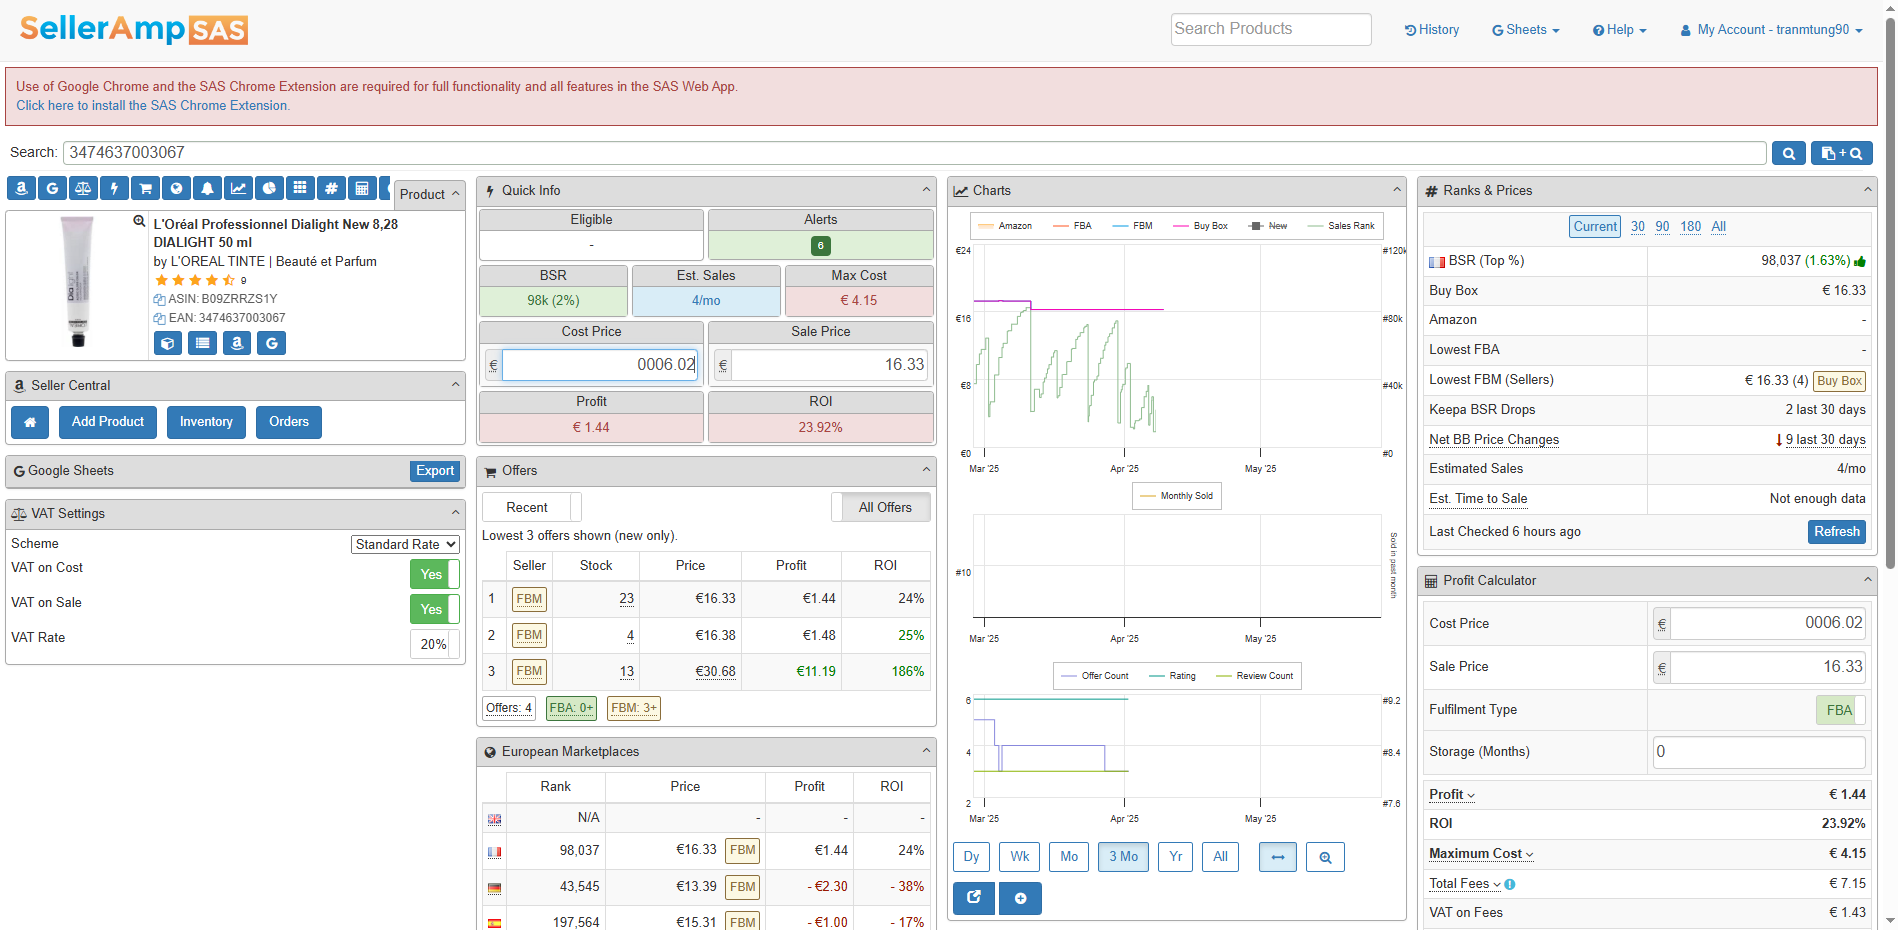 SellerAmp SAS
Search Products
History
Sheets
Help
My Account - tranmtung90
Use of Google Chrome and the SAS Chrome Extension are required for full functionality and all features in the SAS Web App.
Click here to install the SAS Chrome Extension.
Search: 3474637003067
Product
L'Oréal Professionnel Dialight New 8,28
DIALIGHT 50 ml
by L'OREAL TINTE | Beauté et Parfum
9
ASIN: B09ZRRZS1Y
EAN: 3474637003067
Seller Central
Add Product
Inventory
Orders
Google Sheets
Export
VAT Settings
Scheme Standard Rate
VAT on Cost Yes
VAT on Sale Yes
VAT Rate 20%
Quick Info
Eligible Alerts
- 6
BSR Est. Sales Max Cost
98k (2%) 4/mo € 4.15
Cost Price Sale Price
€ 0006.02 € 16.33
Profit ROI
€ 1.44 23.92%
Offers
Recent All Offers
Lowest 3 offers shown (new only).
Seller Stock Price Profit ROI
1 FBM 23 €16.33 €1.44 24%
2 FBM 4 €16.38 €1.48 25%
3 FBM 13 €30.68 €11.19 186%
Offers: 4 FBA: 0+ FBM: 3+
European Marketplaces
Rank Price Profit ROI
N/A - - -
98,037 €16.33 FBM €1.44 24%
43,545 €13.39 FBM - €2.30 - 38%
197,564 €15.31 FBM - €1.00 - 17%
Charts
Amazon FBA FBM Buy Box New Sales Rank
€24 #120k
€16 #80k
€8 #40k
€0 #0
Mar '25 Apr '25 May '25
Monthly Sold
#10
Sold in past month
Mar '25 Apr '25 May '25
Offer Count Rating Review Count
6 #9.2
4 #8.4
2 #7.6
Mar '25 Apr '25 May '25
Dy Wk Mo 3 Mo Yr All
Ranks & Prices
Current 30 90 180 All
BSR (Top %) 98,037 (1.63%)
Buy Box € 16.33
Amazon -
Lowest FBA -
Lowest FBM (Sellers) € 16.33 (4) Buy Box
Keepa BSR Drops 2 last 30 days
Net BB Price Changes 9 last 30 days
Estimated Sales 4/mo
Est. Time to Sale Not enough data
Last Checked 6 hours ago Refresh
Profit Calculator
Cost Price € 0006.02
Sale Price € 16.33
Fulfilment Type FBA
Storage (Months) 0
Profit € 1.44
ROI 23.92%
Maximum Cost € 4.15
Total Fees € 7.15
VAT on Fees € 1.43